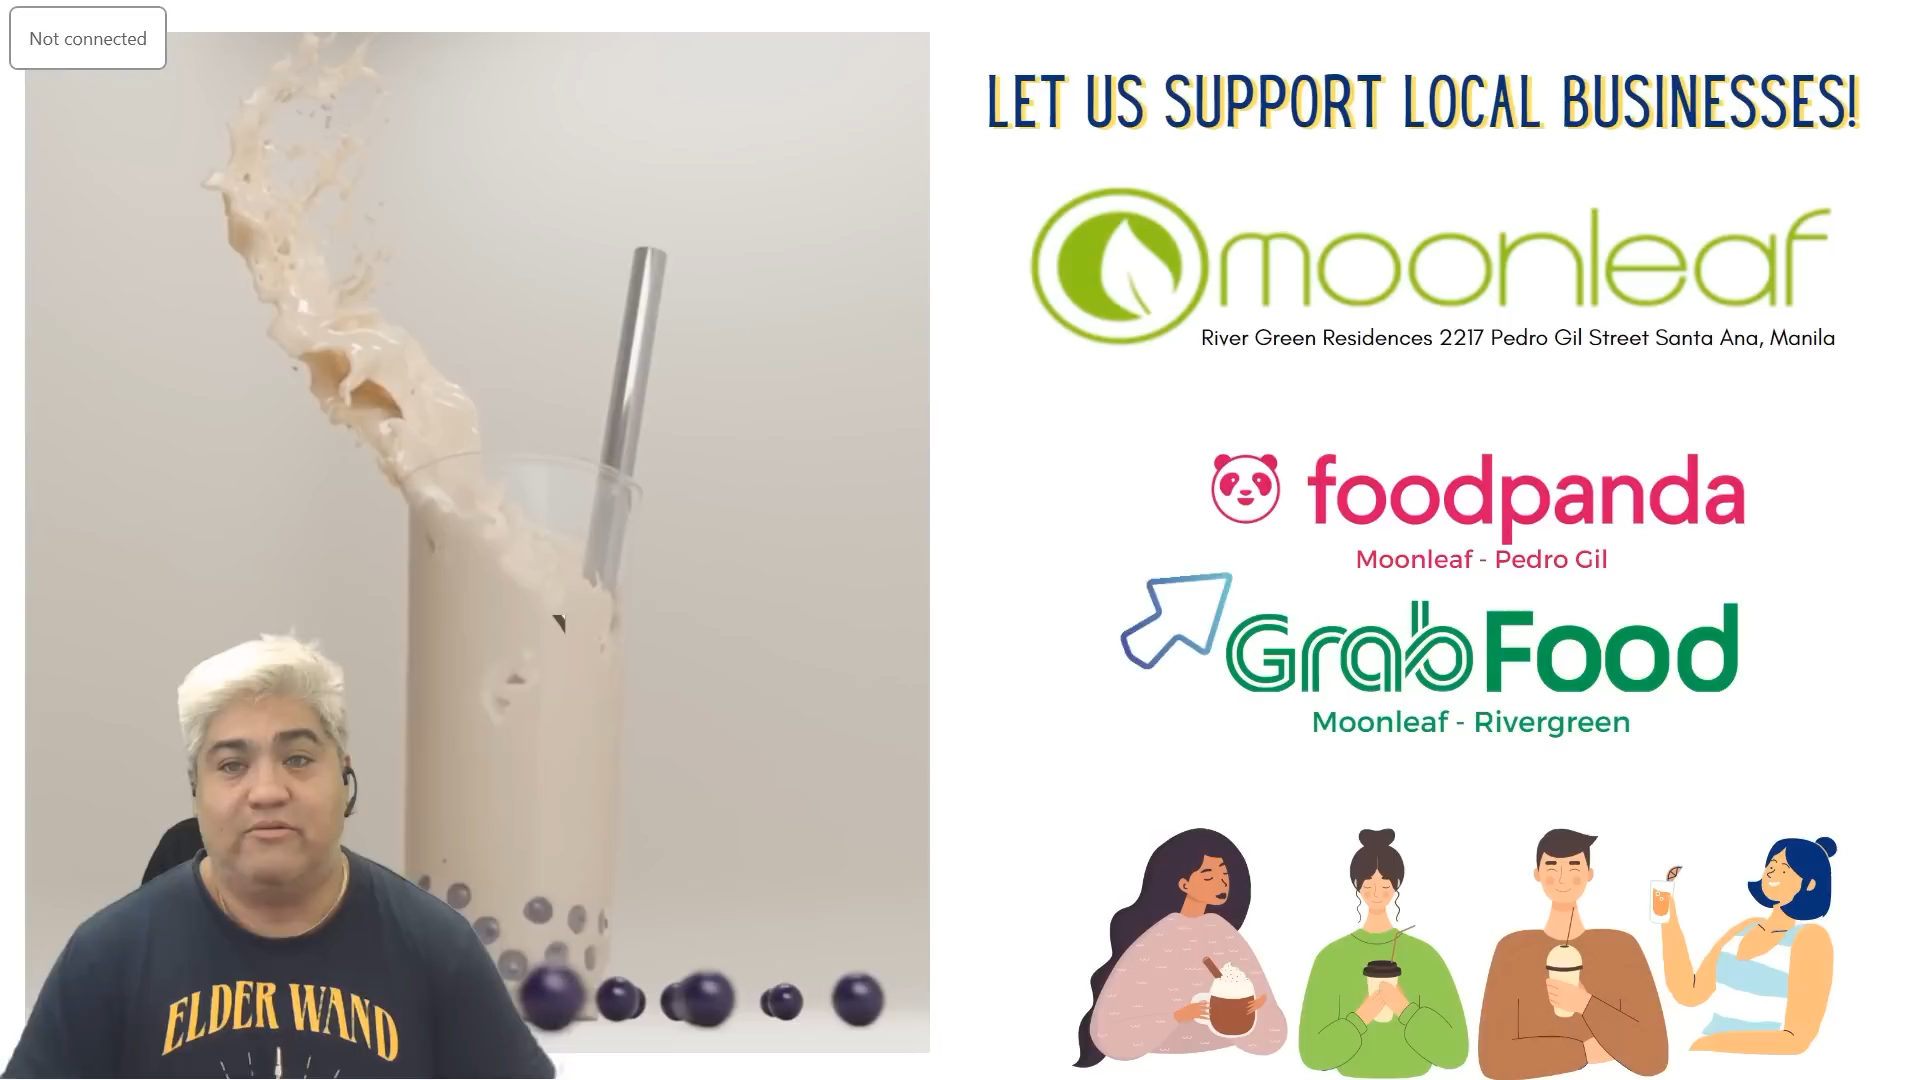 Not connected
LET US SUPPORT LOCAL BUSINESSES!
moonleaf
River Green Residences 2217 Pedro Gil Street Santa Ana, Manila
foodpanda
Moonleaf - Pedro Gil
GrabFood
Moonleaf - Rivergreen
ELDER WAND